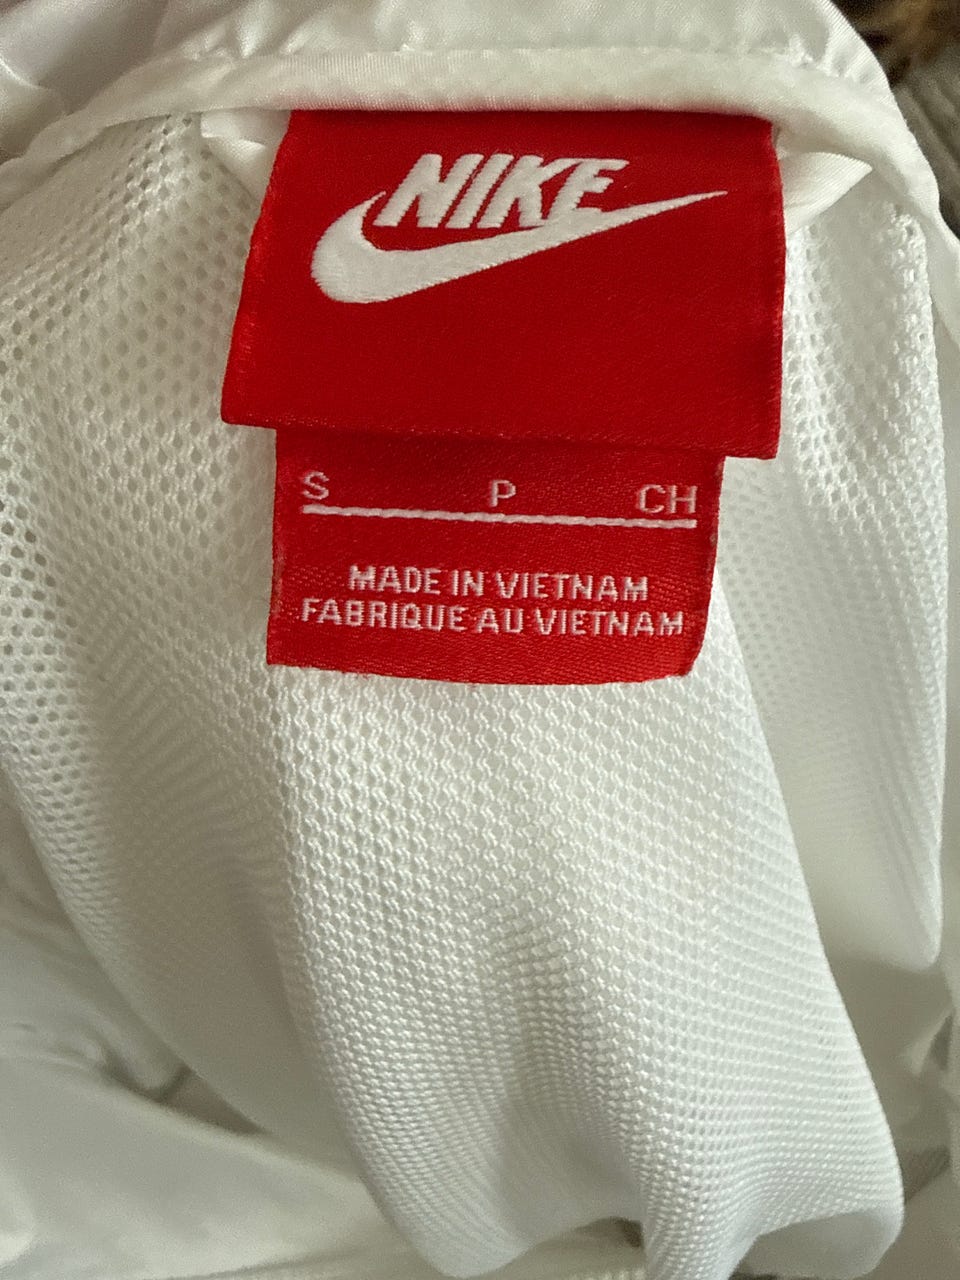 NIKE
S P CH
MADE IN VIETNAM
FABRIQUE AU VIETNAM